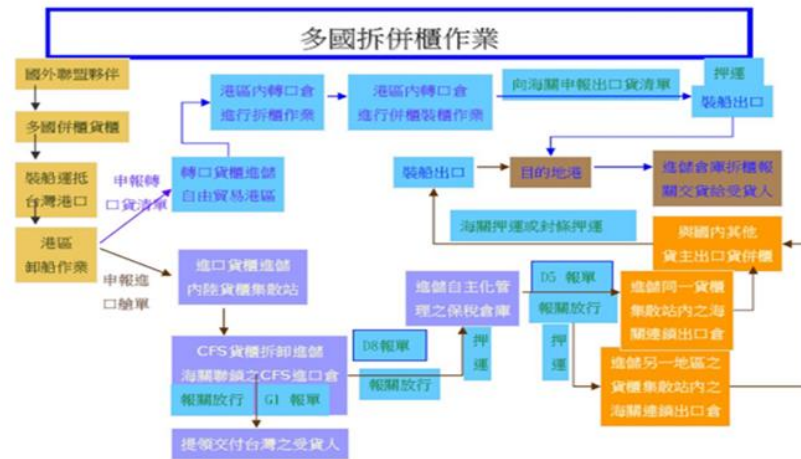 多國拆併櫃作業
國外聯盟夥伴
多國併櫃貨櫃
裝船運抵
台灣港口
港區
卸船作業
申報轉
口貨清單
轉口貨櫃進儲
自由貿易港區
港區內轉口倉
進行拆櫃作業
港區內轉口倉
進行併櫃裝櫃作業
向海關申報出口貨清單
押運
裝船出口
裝船出口
目的地港
進儲倉庫拆櫃報
關交貨給受貨人
海關押運或封條押運
與國內其他
貨主出口貨併櫃
申報進
口艙單
進口貨櫃進儲
內陸貨櫃集散站
CFS貨櫃拆卸進儲
海關聯鎖之CFS進口倉
報關放行
G1 報單
提領交付台灣之受貨人
D8報單
報關放行
押運
進儲自主化管
理之保稅倉庫
D5 報單
報關放行
押運
進儲同一貨櫃
集散站內之海
關連鎖出口倉
進儲另一地區之
貨櫃集散站內之
海關連鎖出口倉